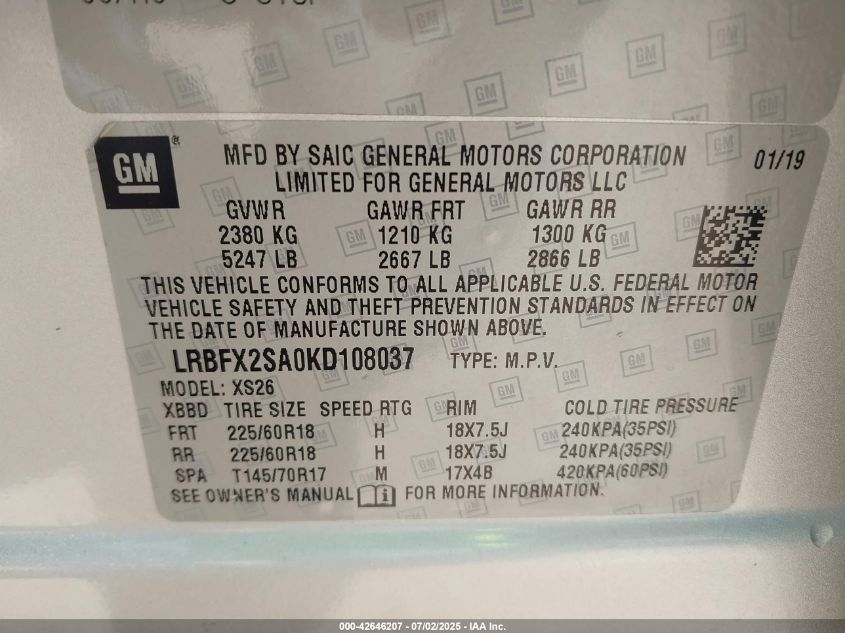 GM ®
MFD BY SAIC GENERAL MOTORS CORPORATION
LIMITED FOR GENERAL MOTORS LLC
01/19
GVWR GAWR FRT GAWR RR
2380 KG 1210 KG 1300 KG
5247 LB 2667 LB 2866 LB
THIS VEHICLE CONFORMS TO ALL APPLICABLE U.S. FEDERAL MOTOR
VEHICLE SAFETY AND THEFT PREVENTION STANDARDS IN EFFECT ON
THE DATE OF MANUFACTURE SHOWN ABOVE.
LRBFX2SA0KD108037 TYPE: M.P.V.
MODEL: XS26
XBBD TIRE SIZE SPEED RTG RIM COLD TIRE PRESSURE
FRT 225/60R18 H 18X7.5J 240KPA(35PSI)
RR 225/60R18 H 18X7.5J 240KPA(35PSI)
SPA T145/70R17 M 17X4B 420KPA(60PSI)
SEE OWNER'S MANUAL i FOR MORE INFORMATION.
000-42646207 - 07/02/2025 - IAA Inc.